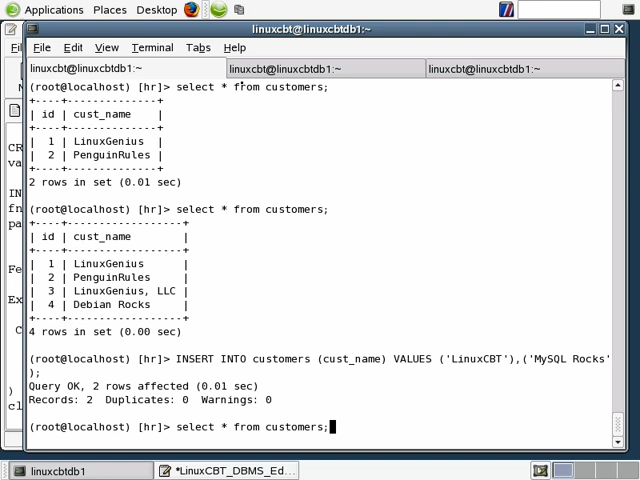 Applications Places Desktop
linuxcbt@linuxcbtdb1:~
File Edit View Terminal Tabs Help
linuxcbt@linuxcbtdb1:~ linuxcbt@linuxcbtdb1:~ linuxcbt@linuxcbtdb1:~
(root@localhost) [hr]> select * from customers;
+----+--------------+
| id | cust_name    |
+----+--------------+
|  1 | LinuxGenius  |
|  2 | PenguinRules |
+----+--------------+
2 rows in set (0.01 sec)
(root@localhost) [hr]> select * from customers;
+----+------------------+
| id | cust_name        |
+----+------------------+
|  1 | LinuxGenius      |
|  2 | PenguinRules     |
|  3 | LinuxGenius, LLC |
|  4 | Debian Rocks     |
+----+------------------+
4 rows in set (0.00 sec)
(root@localhost) [hr]> INSERT INTO customers (cust_name) VALUES ('LinuxCBT'),('MySQL Rocks'
);
Query OK, 2 rows affected (0.01 sec)
Records: 2  Duplicates: 0  Warnings: 0
(root@localhost) [hr]> select * from customers;
linuxcbtdb1 *LinuxCBT_DBMS_Ed...